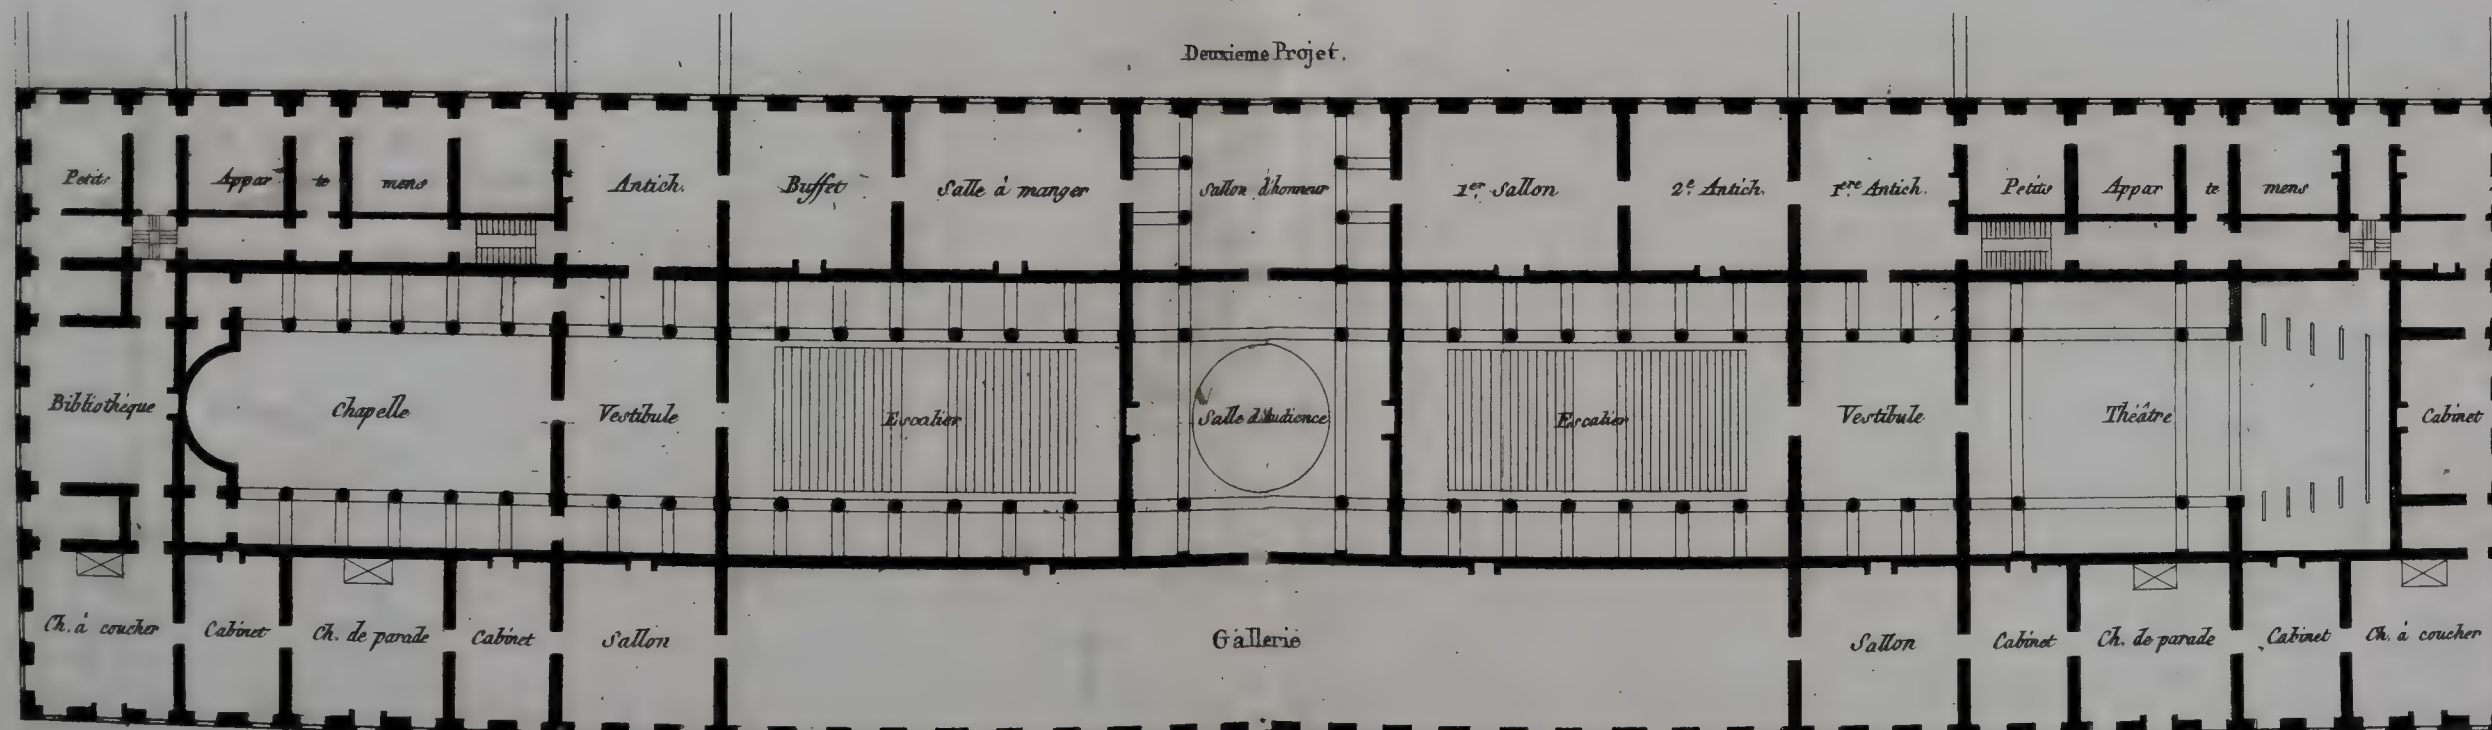 Deuxieme Projet.
Petits Appar te mens Antich. Buffet Salle à manger Sallon d'honneur 1er Sallon 2e. Antich. 1ere Antich. Petits Appar te mens
Bibliothéque Chapelle Vestibule Escalier Salle d'Audience Escalier Vestibule Théâtre Cabinet
Ch. à coucher Cabinet Ch. de parade Cabinet Sallon Gallerie Sallon Cabinet Ch. de parade Cabinet Ch. à coucher